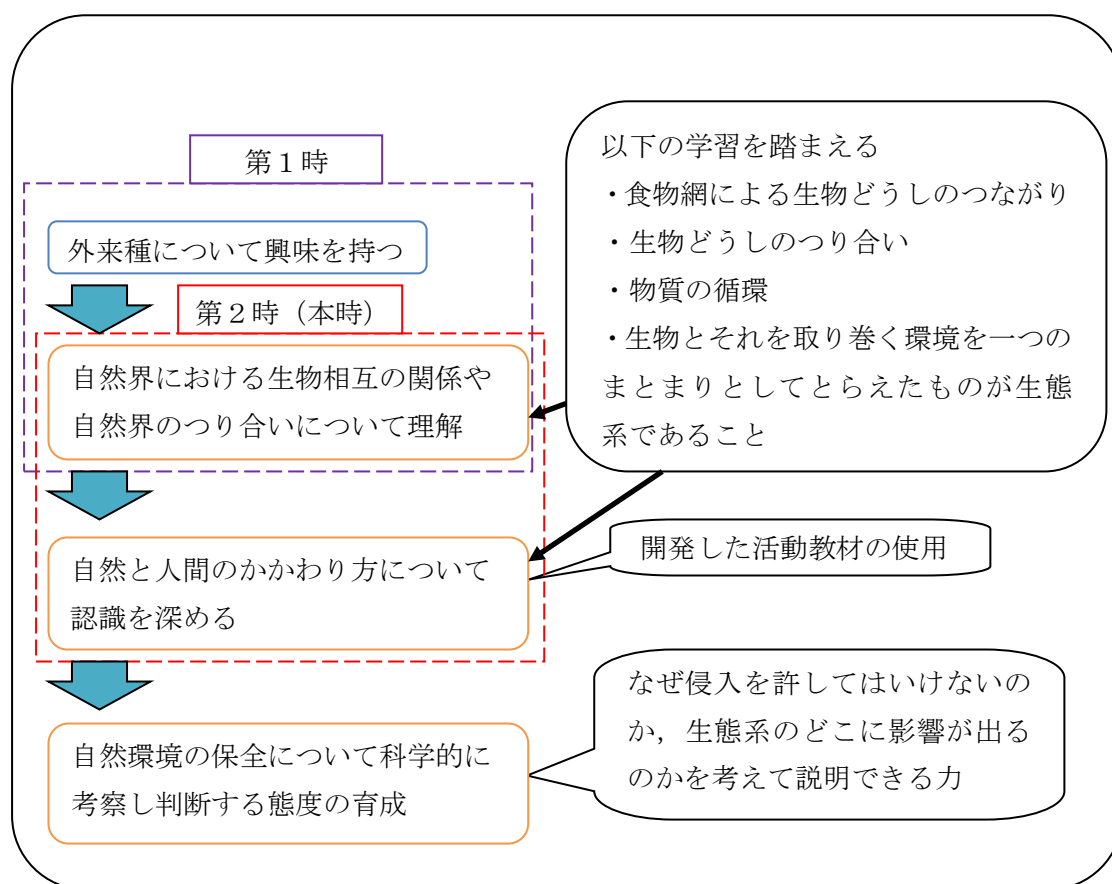 第１時
外来種について興味を持つ
第２時（本時）
自然界における生物相互の関係や
自然界のつり合いについて理解
以下の学習を踏まえる
・食物網による生物どうしのつながり
・生物どうしのつり合い
・物質の循環
・生物とそれを取り巻く環境を一つの
まとまりとしてとらえたものが生態
系であること
自然と人間のかかわり方について
認識を深める
開発した活動教材の使用
自然環境の保全について科学的に
考察し判断する態度の育成
なぜ侵入を許してはいけないの
か，生態系のどこに影響が出る
のかを考えて説明できる力